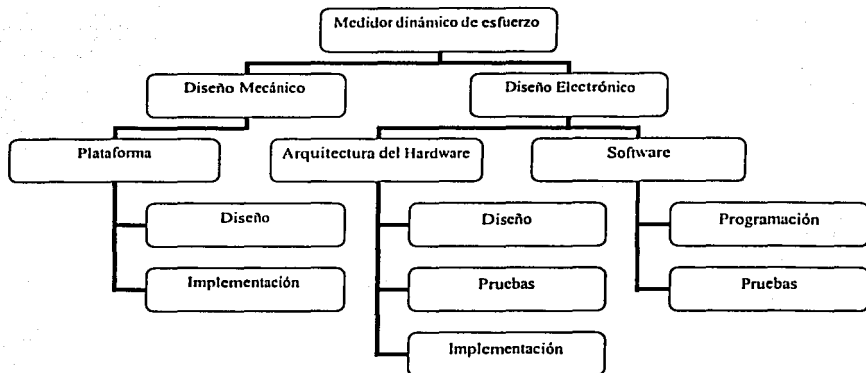 Medidor dinámico de esfuerzo
Diseño Mecánico
Diseño Electrónico
Plataforma
Arquitectura del Hardware
Software
Diseño
Diseño
Programación
Implementación
Pruebas
Pruebas
Implementación